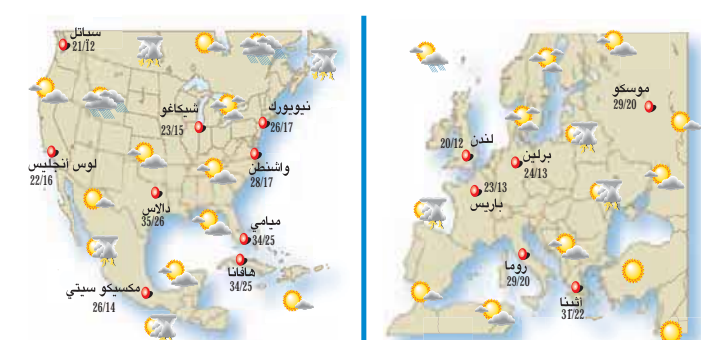 سياتل
21/12
شيكاغو
23/15
نيويورك
26/17
واشنطن
28/17
لوس أنجليس
22/16
دالاس
35/26
ميامي
34/25
هافانا
34/25
مكسيكو سيتي
26/14
موسكو
29/20
لندن
20/12
برلين
24/13
23/13
باريس
روما
29/20
أثينا
31/22